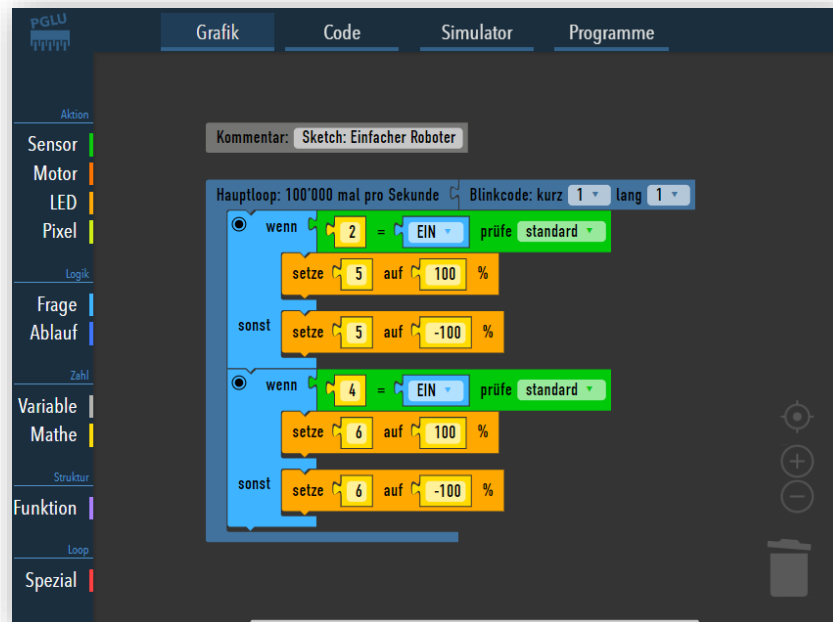 PGLU
Grafik Code Simulator Programme
Aktion
Sensor
Motor
LED
Pixel
Logik
Frage
Ablauf
Zahl
Variable
Mathe
Struktur
Funktion
Loop
Spezial
Kommentar: Sketch: Einfacher Roboter
Hauptloop: 100'000 mal pro Sekunde Blinkcode: kurz 1 lang 1
wenn 2 = EIN prüfe standard
setze 5 auf 100 %
sonst setze 5 auf -100 %
wenn 4 = EIN prüfe standard
setze 6 auf 100 %
sonst setze 6 auf -100 %